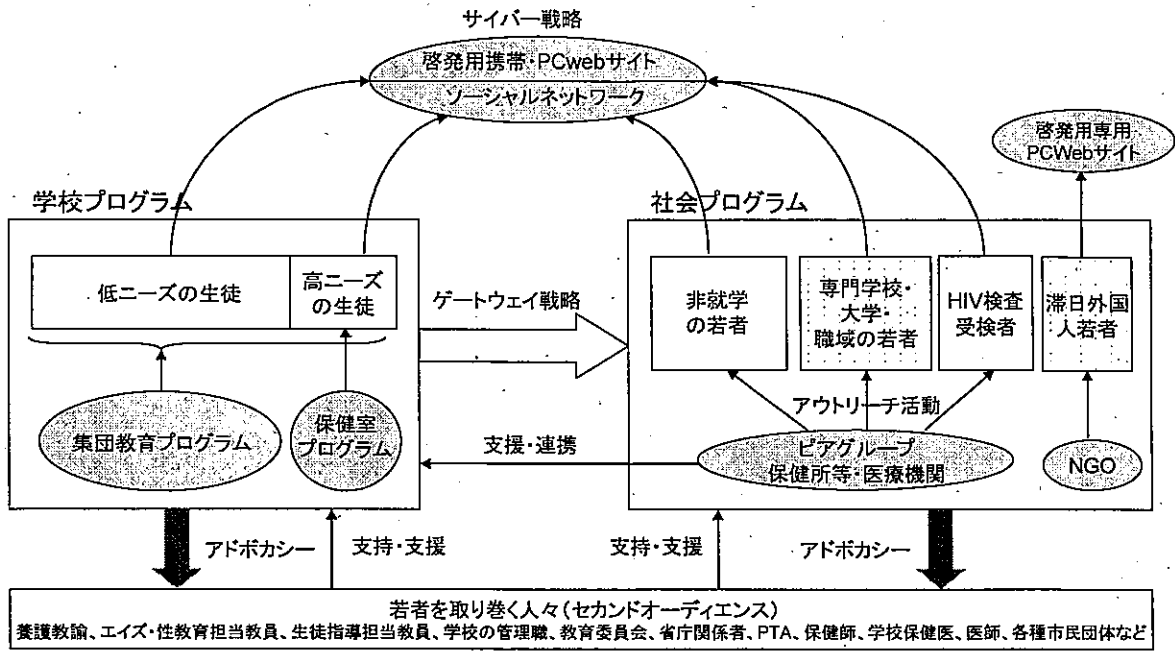 サイバー戦略
啓発用携帯・PCwebサイト
ソーシャルネットワーク
啓発用専用
PCWebサイト
学校プログラム
社会プログラム
低ニーズの生徒
高ニーズ
の生徒
ゲートウェイ戦略
非就学
の若者
専門学校・
大学・
職域の若者
HIV検査
受検者
滞日外国
人若者
アウトリーチ活動
集団教育プログラム
保健室
プログラム
支援・連携
ピアグループ
保健所等・医療機関
NGO
アドボカシー
支持・支援
支持・支援
アドボカシー
若者を取り巻く人々(セカンドオーディエンス)
養護教諭、エイズ・性教育担当教員、生徒指導担当教員、学校の管理職、教育委員会、省庁関係者、PTA、保健師、学校保健医、医師、各種市民団体など